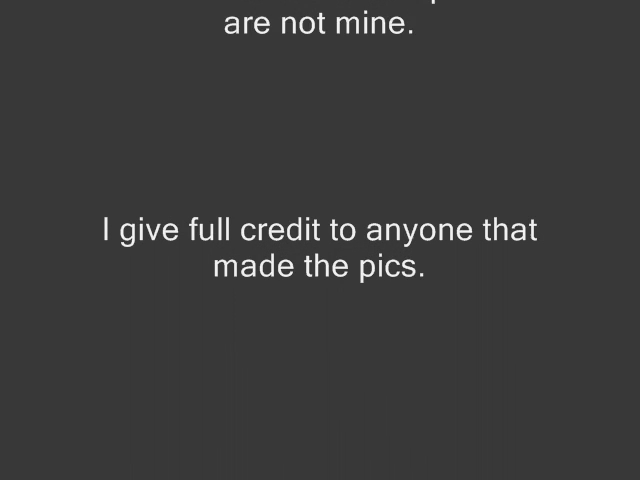 are not mine.
I give full credit to anyone that
made the pics.